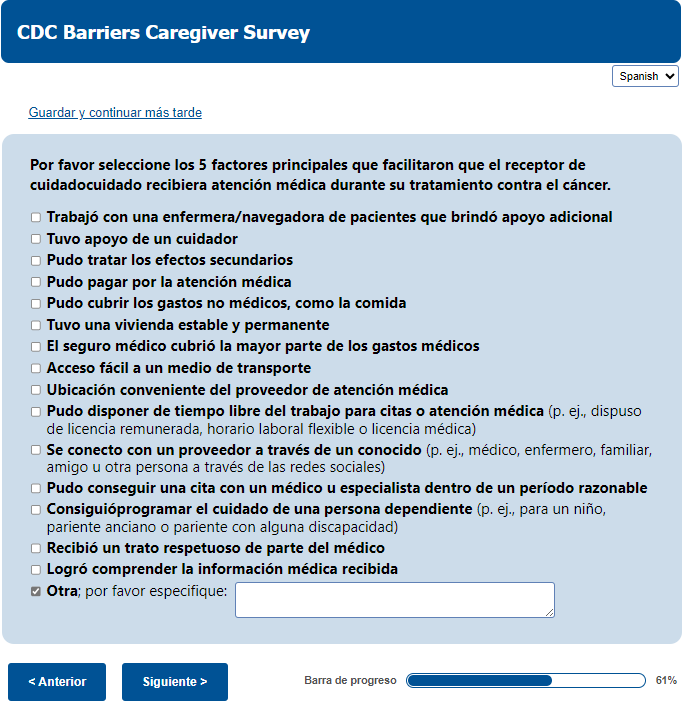 CDC Barriers Caregiver Survey
Spanish
Guardar y continuar más tarde
Por favor seleccione los 5 factores principales que facilitaron que el receptor de
cuidadocuidado recibiera atención médica durante su tratamiento contra el cáncer.
Trabajó con una enfermera/navegadora de pacientes que brindó apoyo adicional
Tuvo apoyo de un cuidador
Pudo tratar los efectos secundarios
Pudo pagar por la atención médica
Pudo cubrir los gastos no médicos, como la comida
Tuvo una vivienda estable y permanente
El seguro médico cubrió la mayor parte de los gastos médicos
Acceso fácil a un medio de transporte
Ubicación conveniente del proveedor de atención médica
Pudo disponer de tiempo libre del trabajo para citas o atención médica (p. ej., dispuso
de licencia remunerada, horario laboral flexible o licencia médica)
Se conecto con un proveedor a través de un conocido (p. ej., médico, enfermero, familiar,
amigo u otra persona a través de las redes sociales)
Pudo conseguir una cita con un médico u especialista dentro de un período razonable
Consiguióprogramar el cuidado de una persona dependiente (p. ej., para un niño,
pariente anciano o pariente con alguna discapacidad)
Recibió un trato respetuoso de parte del médico
Logró comprender la información médica recibida
Otra; por favor especifique:
< Anterior
Siguiente >
Barra de progreso
61%